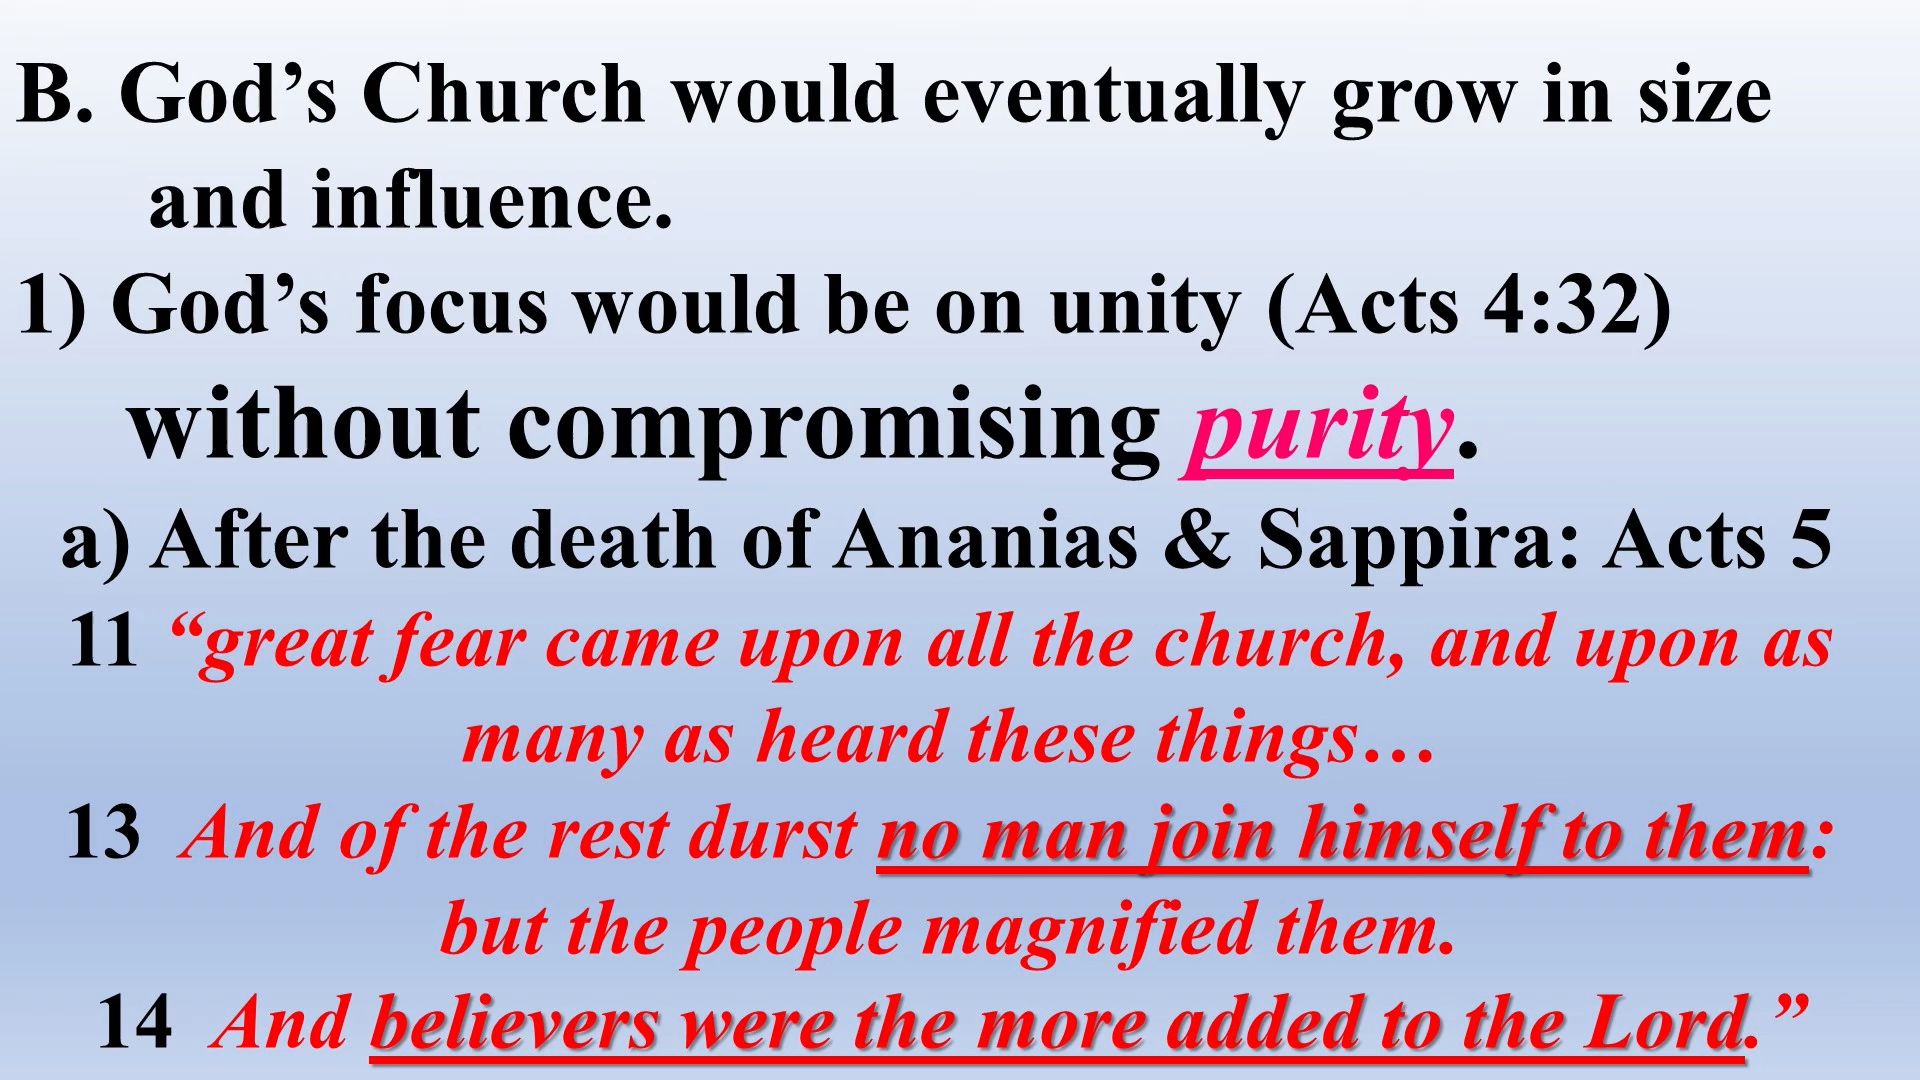 B. God’s Church would eventually grow in size
and influence.
1) God’s focus would be on unity (Acts 4:32)
without compromising purity.
a) After the death of Ananias & Sappira: Acts 5
11 “great fear came upon all the church, and upon as
many as heard these things…
13 And of the rest durst no man join himself to them:
but the people magnified them.
14 And believers were the more added to the Lord.”